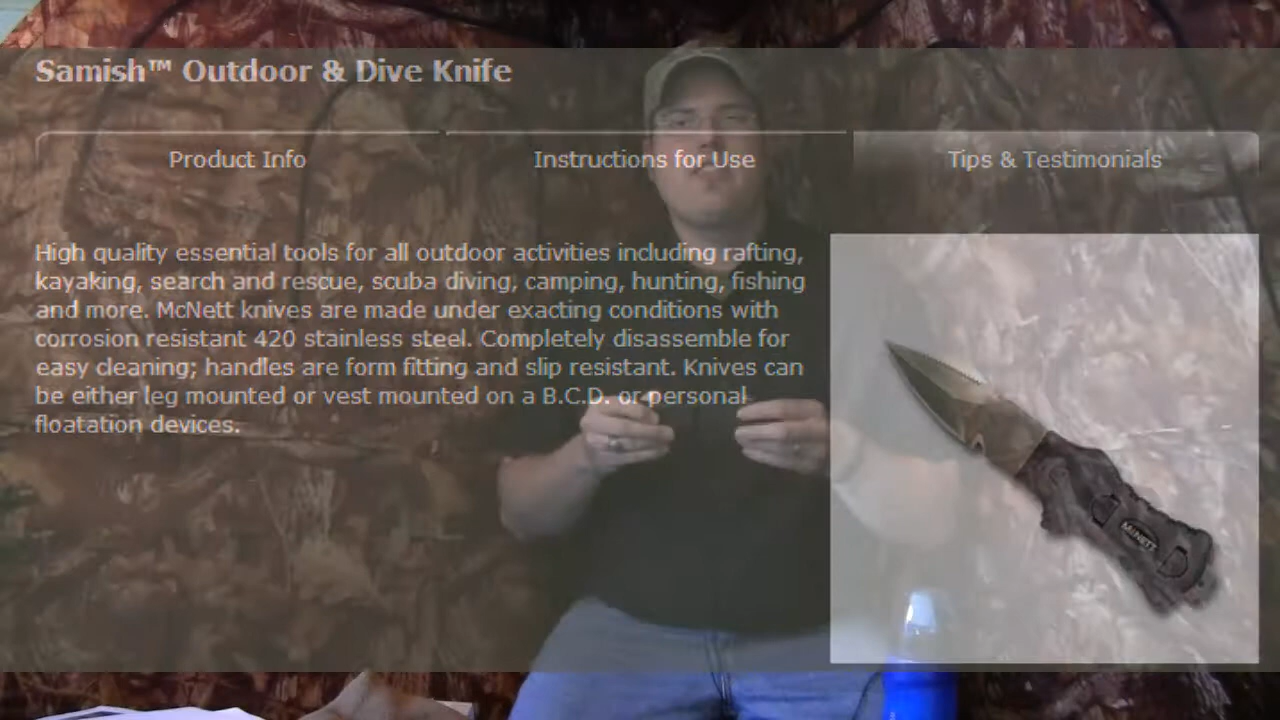 Samish™ Outdoor & Dive Knife
Product Info
Instructions for Use
Tips & Testimonials
High quality essential tools for all outdoor activities including rafting,
kayaking, search and rescue, scuba diving, camping, hunting, fishing
and more. McNett knives are made under exacting conditions with
corrosion resistant 420 stainless steel. Completely disassemble for
easy cleaning; handles are form fitting and slip resistant. Knives can
be either leg mounted or vest mounted on a B.C.D. or personal
floatation devices.
McNETT